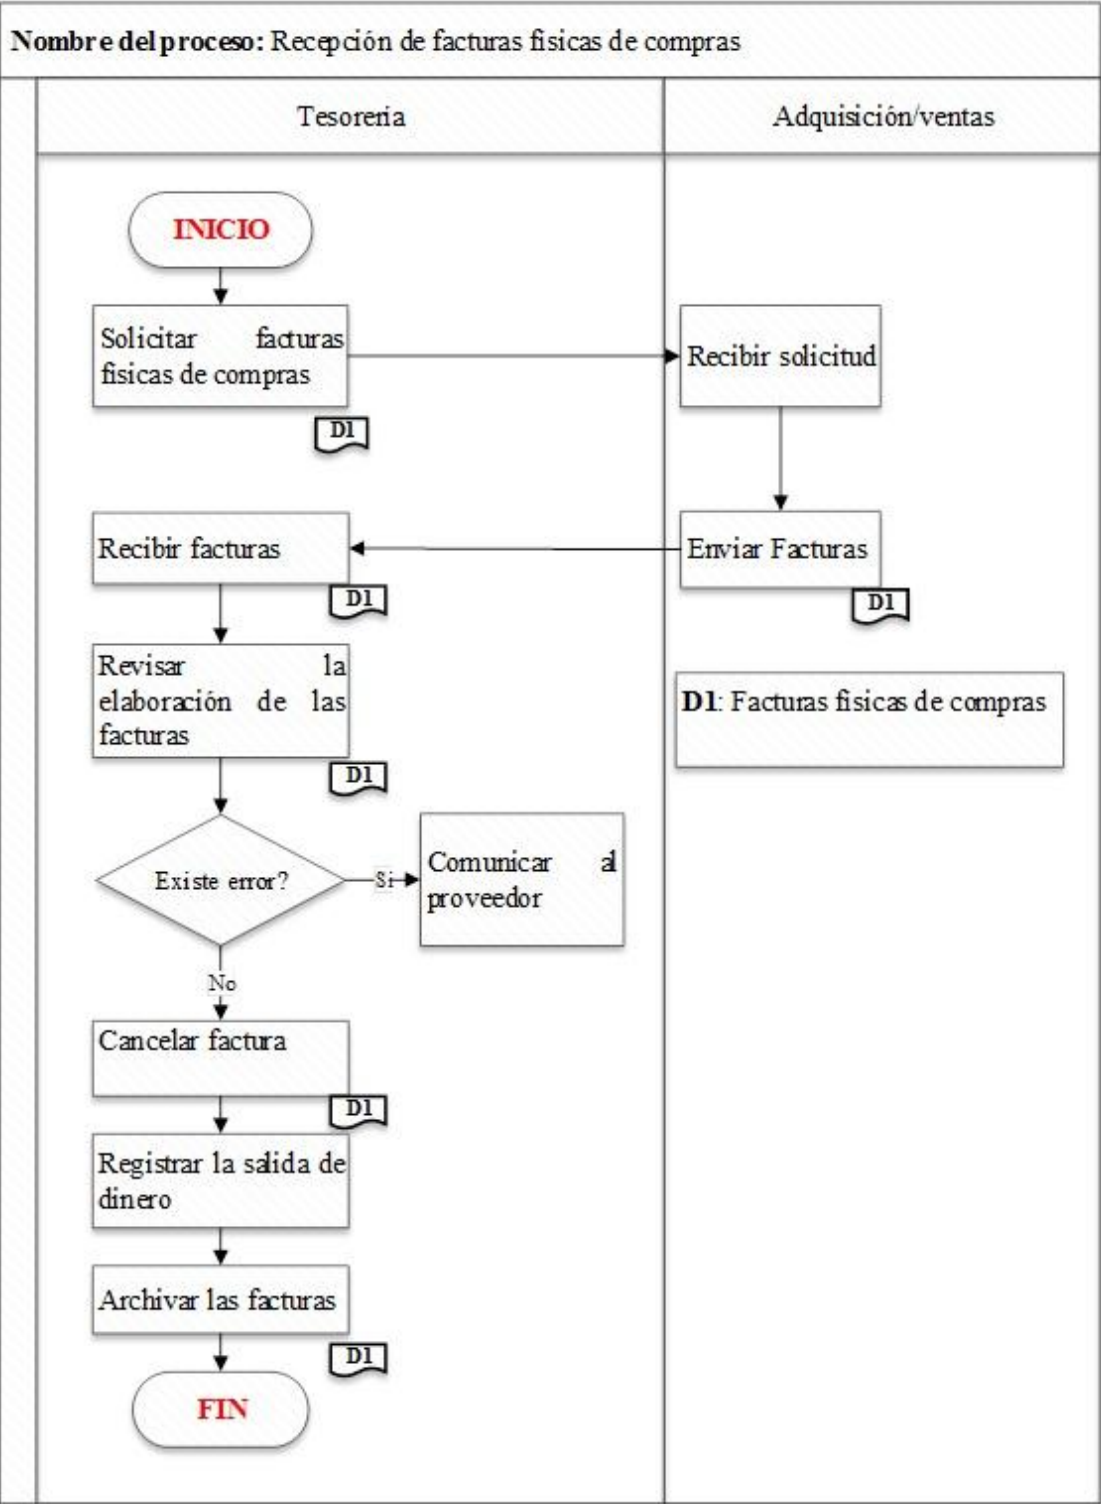 Nombre del proceso: Recepción de facturas fisicas de compras
Tesoreria
Adquisición/ventas
INICIO
Solicitar facturas
fisicas de compras
D1
Recibir solicitud
Recibir facturas
D1
Enviar Facturas
D1
Revisar la
elaboración de las
facturas
D1
D1: Facturas fisicas de compras
Existe error?
Si
Comunicar al
proveedor
No
Cancelar factura
D1
Registrar la salida de
dinero
Archivar las facturas
D1
FIN